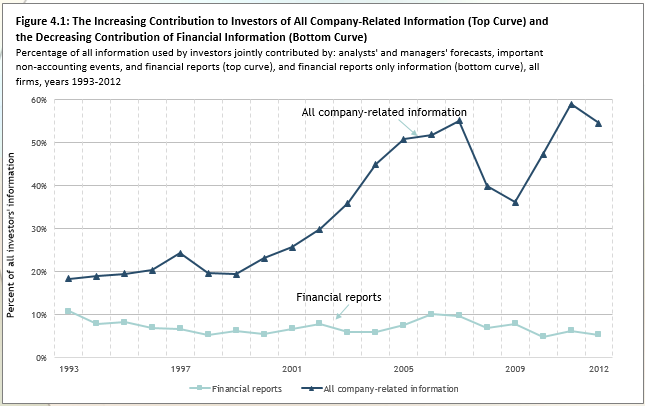 Figure 4.1: The Increasing Contribution to Investors of All Company-Related Information (Top Curve) and
the Decreasing Contribution of Financial Information (Bottom Curve)
Percentage of all information used by investors jointly contributed by: analysts' and managers' forecasts, important
non-accounting events, and financial reports (top curve), and financial reports only information (bottom curve), all
firms, years 1993-2012
60%
50%
40%
30%
20%
10%
0%
Percent of all investors' information
All company-related information
Financial reports
1993
1997
2001
2005
2009
2012
Financial reports
All company-related information